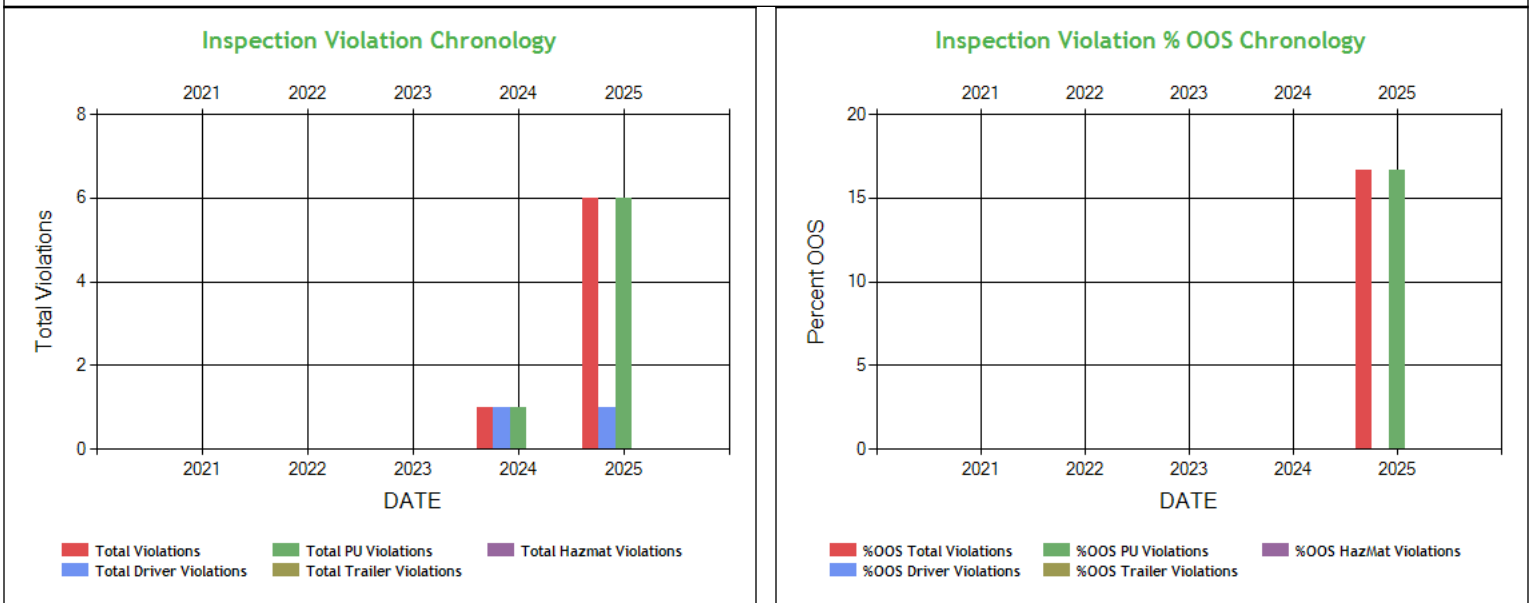 Inspection Violation Chronology
2021 2022 2023 2024 2025
8
6
4
2
0
Total Violations
2021 2022 2023 2024 2025
DATE
Total Violations Total PU Violations Total Hazmat Violations
Total Driver Violations Total Trailer Violations
Inspection Violation % OOS Chronology
2021 2022 2023 2024 2025
20
15
10
5
0
Percent OOS
2021 2022 2023 2024 2025
DATE
%OOS Total Violations %OOS PU Violations %OOS HazMat Violations
%OOS Driver Violations %OOS Trailer Violations